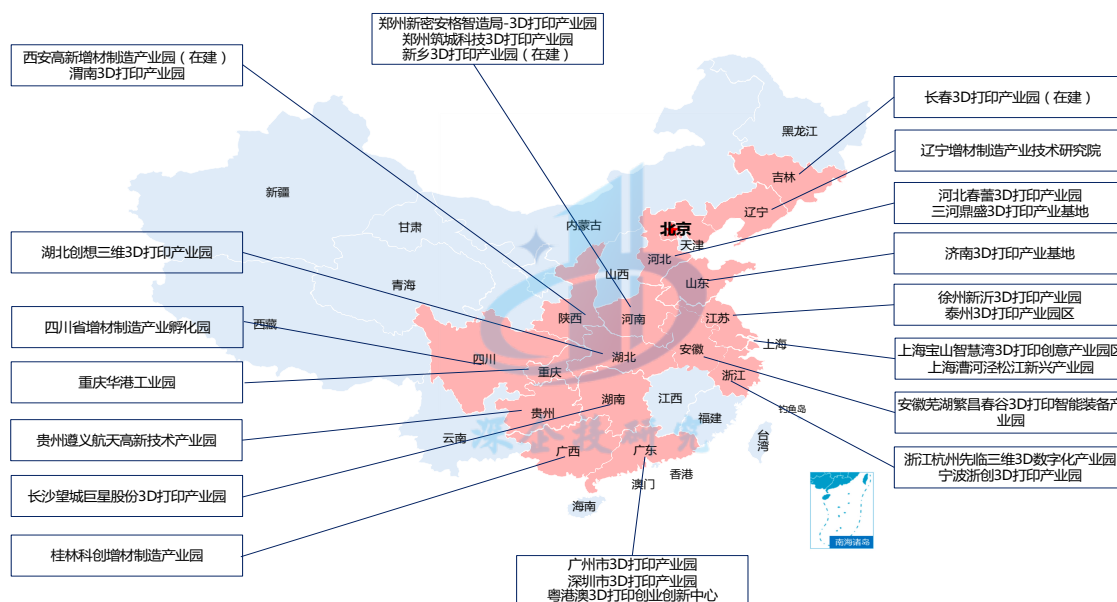 郑州新密安格智造局-3D打印产业园
郑州筑城科技3D打印产业园
新乡3D打印产业园（在建）
西安高新增材制造产业园（在建）
渭南3D打印产业园
湖北创想三维3D打印产业园
四川省增材制造产业孵化园
重庆华港工业园
贵州遵义航天高新技术产业园
长沙望城巨星股份3D打印产业园
桂林科创增材制造产业园
长春3D打印产业园（在建）
辽宁增材制造产业技术研究院
河北春蕾3D打印产业园
三河鼎盛3D打印产业基地
济南3D打印产业基地
徐州新沂3D打印产业园
泰州3D打印产业园区
上海宝山智慧湾3D打印创意产业园区
上海漕河泾松江新兴产业园
安徽芜湖繁昌春谷3D打印智能装备产
业园
浙江杭州先临三维3D数字化产业园
宁波浙创3D打印产业园
广州市3D打印产业园
深圳市3D打印产业园
粤港澳3D打印创业创新中心
黑龙江
吉林
辽宁
新疆
甘肃
内蒙古
北京
天津
河北
山西
山东
青海
陕西
河南
江苏
西藏
四川
湖北
安徽
上海
重庆
浙江
湖南
江西
贵州
钓鱼岛
福建
云南
台湾
广西
广东
香港
澳门
海南
南海诸岛
深企投研究